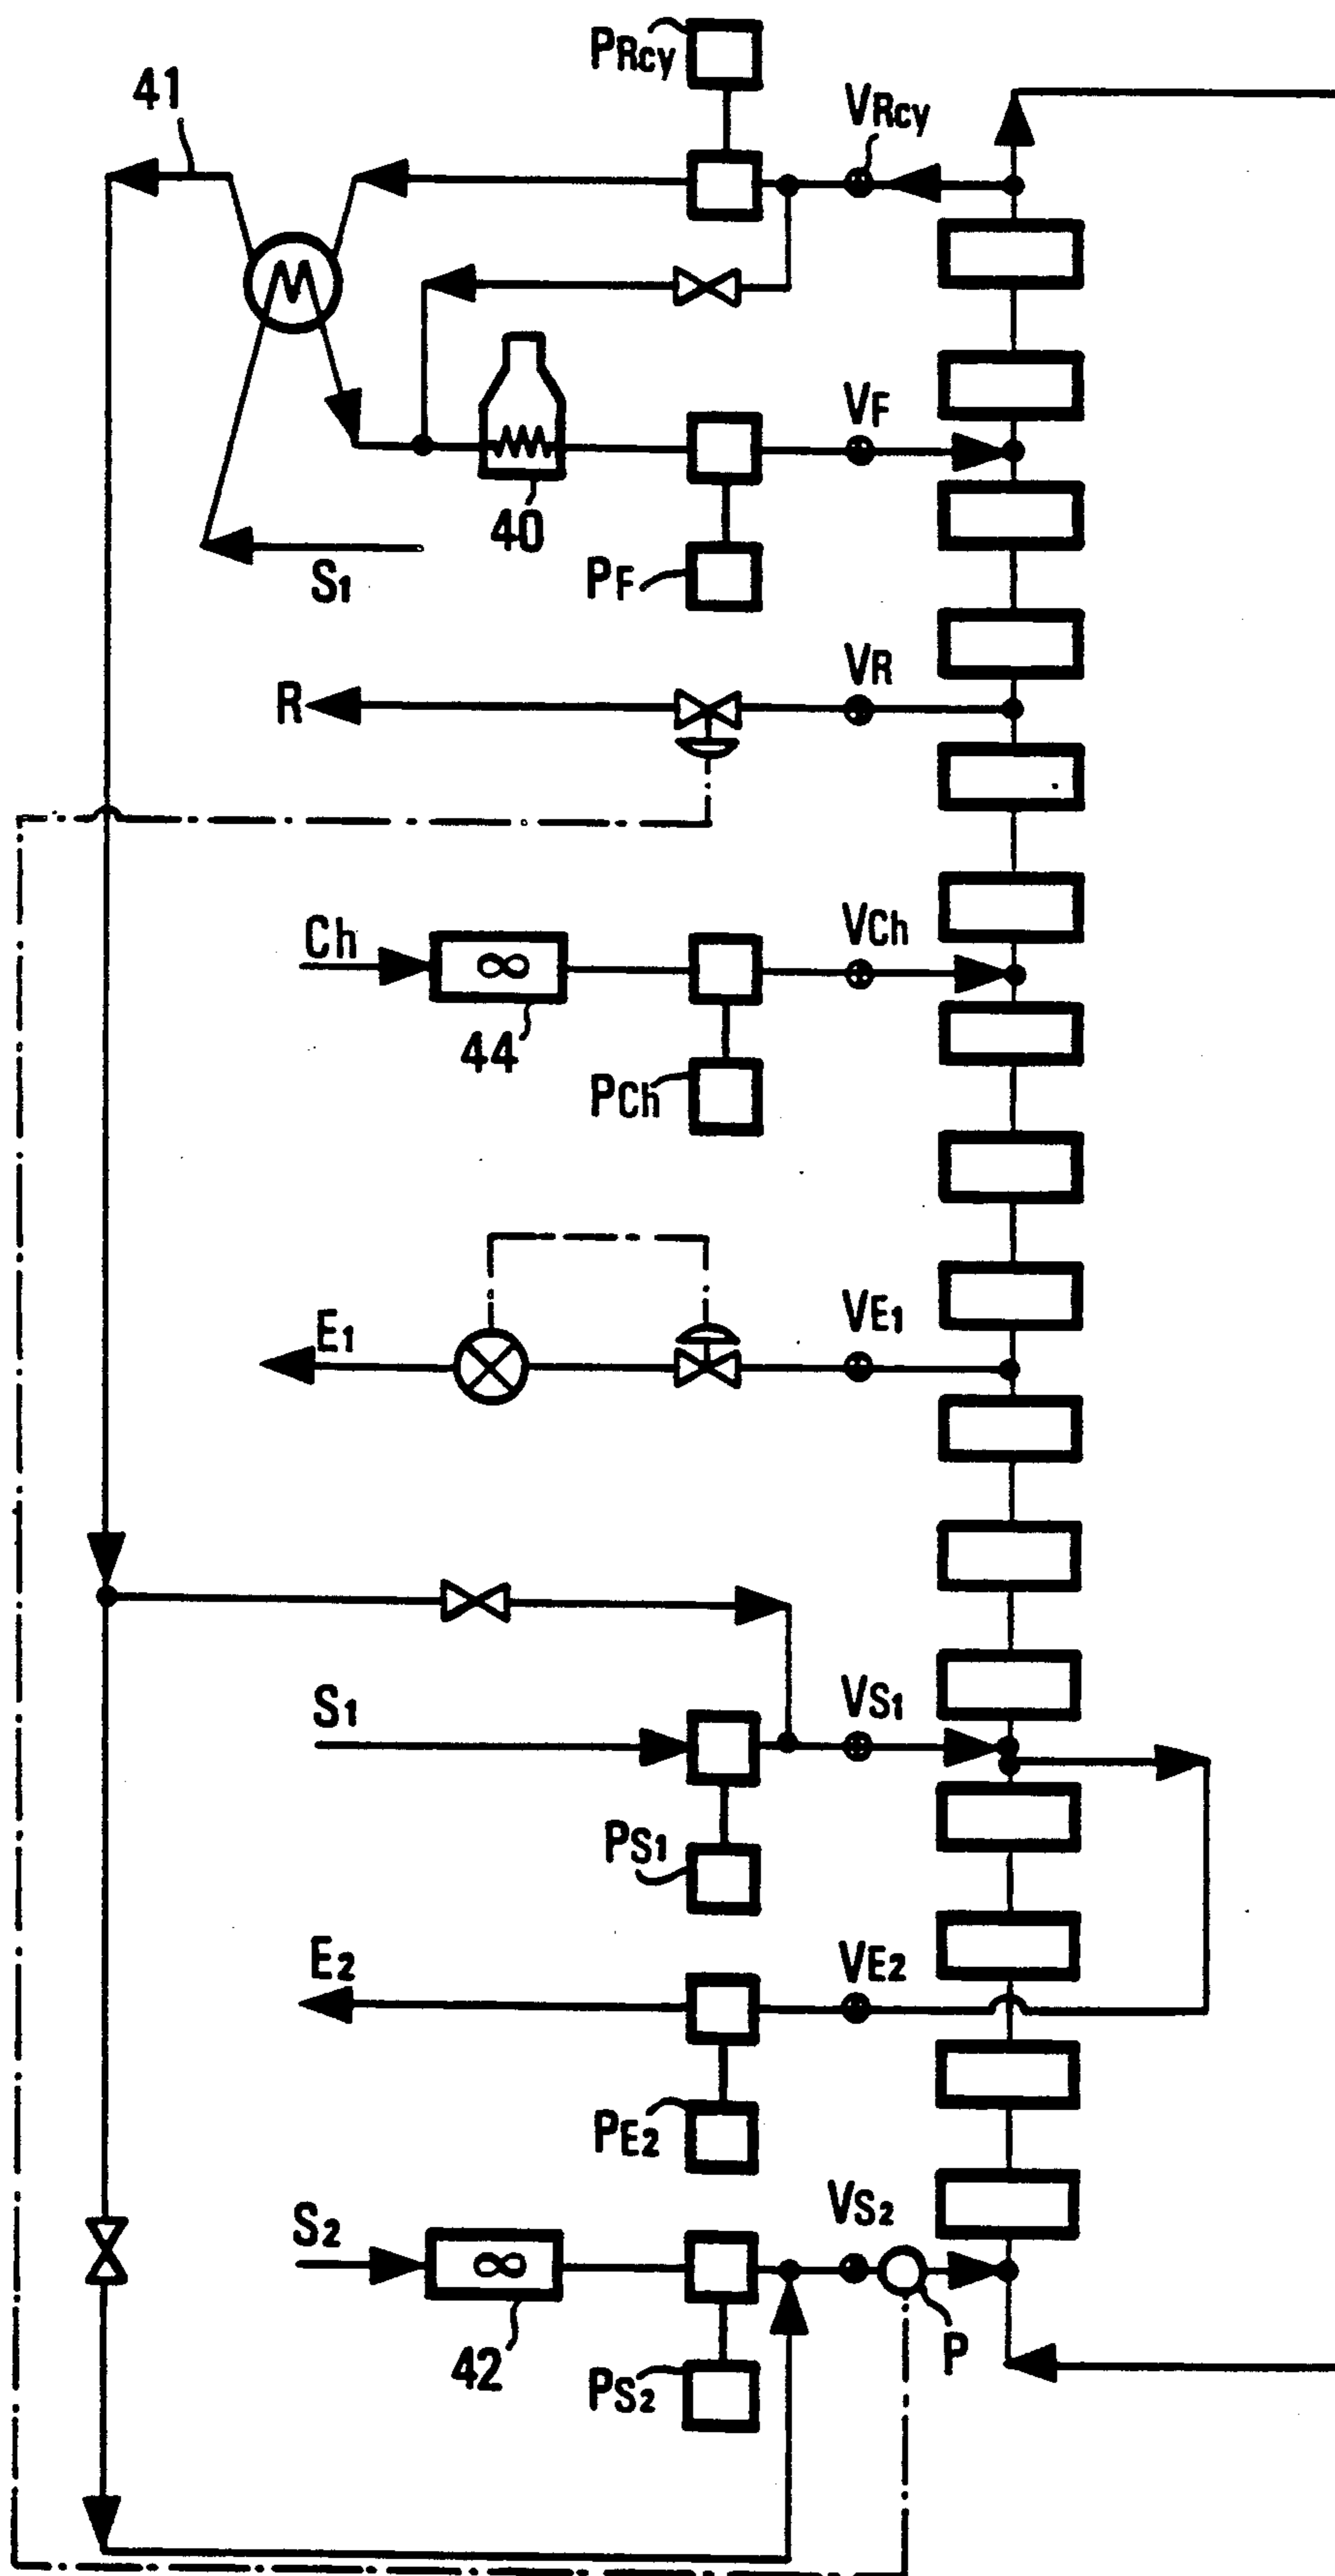 PRcy
41
VRcy
VF
40
S1
PF
VR
R
Ch
VCh
44
PCh
E1
VE1
S1
VS1
PS1
E2
VE2
PE2
S2
VS2
42
P
PS2